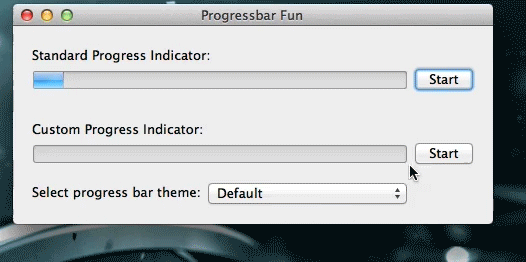 Progressbar Fun
Standard Progress Indicator:
Start
Custom Progress Indicator:
Start
Select progress bar theme: Default